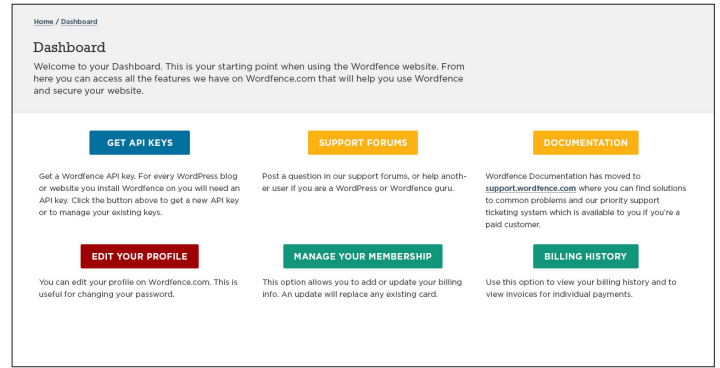 Home / Dashboard
Dashboard
Welcome to your Dashboard. This is your starting point when using the Wordfence website. From
here you can access all the features we have on Wordfence.com that will help you use Wordfence
and secure your website.
GET API KEYS
Get a Wordfence API key. For every WordPress blog
or website you install Wordfence on you will need an
API key. Click the button above to get a new API key
or to manage your existing keys.
SUPPORT FORUMS
Post a question in our support forums, or help anoth-
er user if you are a WordPress or Wordfence guru.
DOCUMENTATION
Wordfence Documentation has moved to
support.wordfence.com where you can find solutions
to common problems and our priority support
ticketing system which is available to you if you're a
paid customer.
EDIT YOUR PROFILE
You can edit your profile on Wordfence.com. This is
useful for changing your password.
MANAGE YOUR MEMBERSHIP
This option allows you to add or update your billing
info. An update will replace any existing card.
BILLING HISTORY
Use this option to view your billing history and to
view invoices for individual payments.